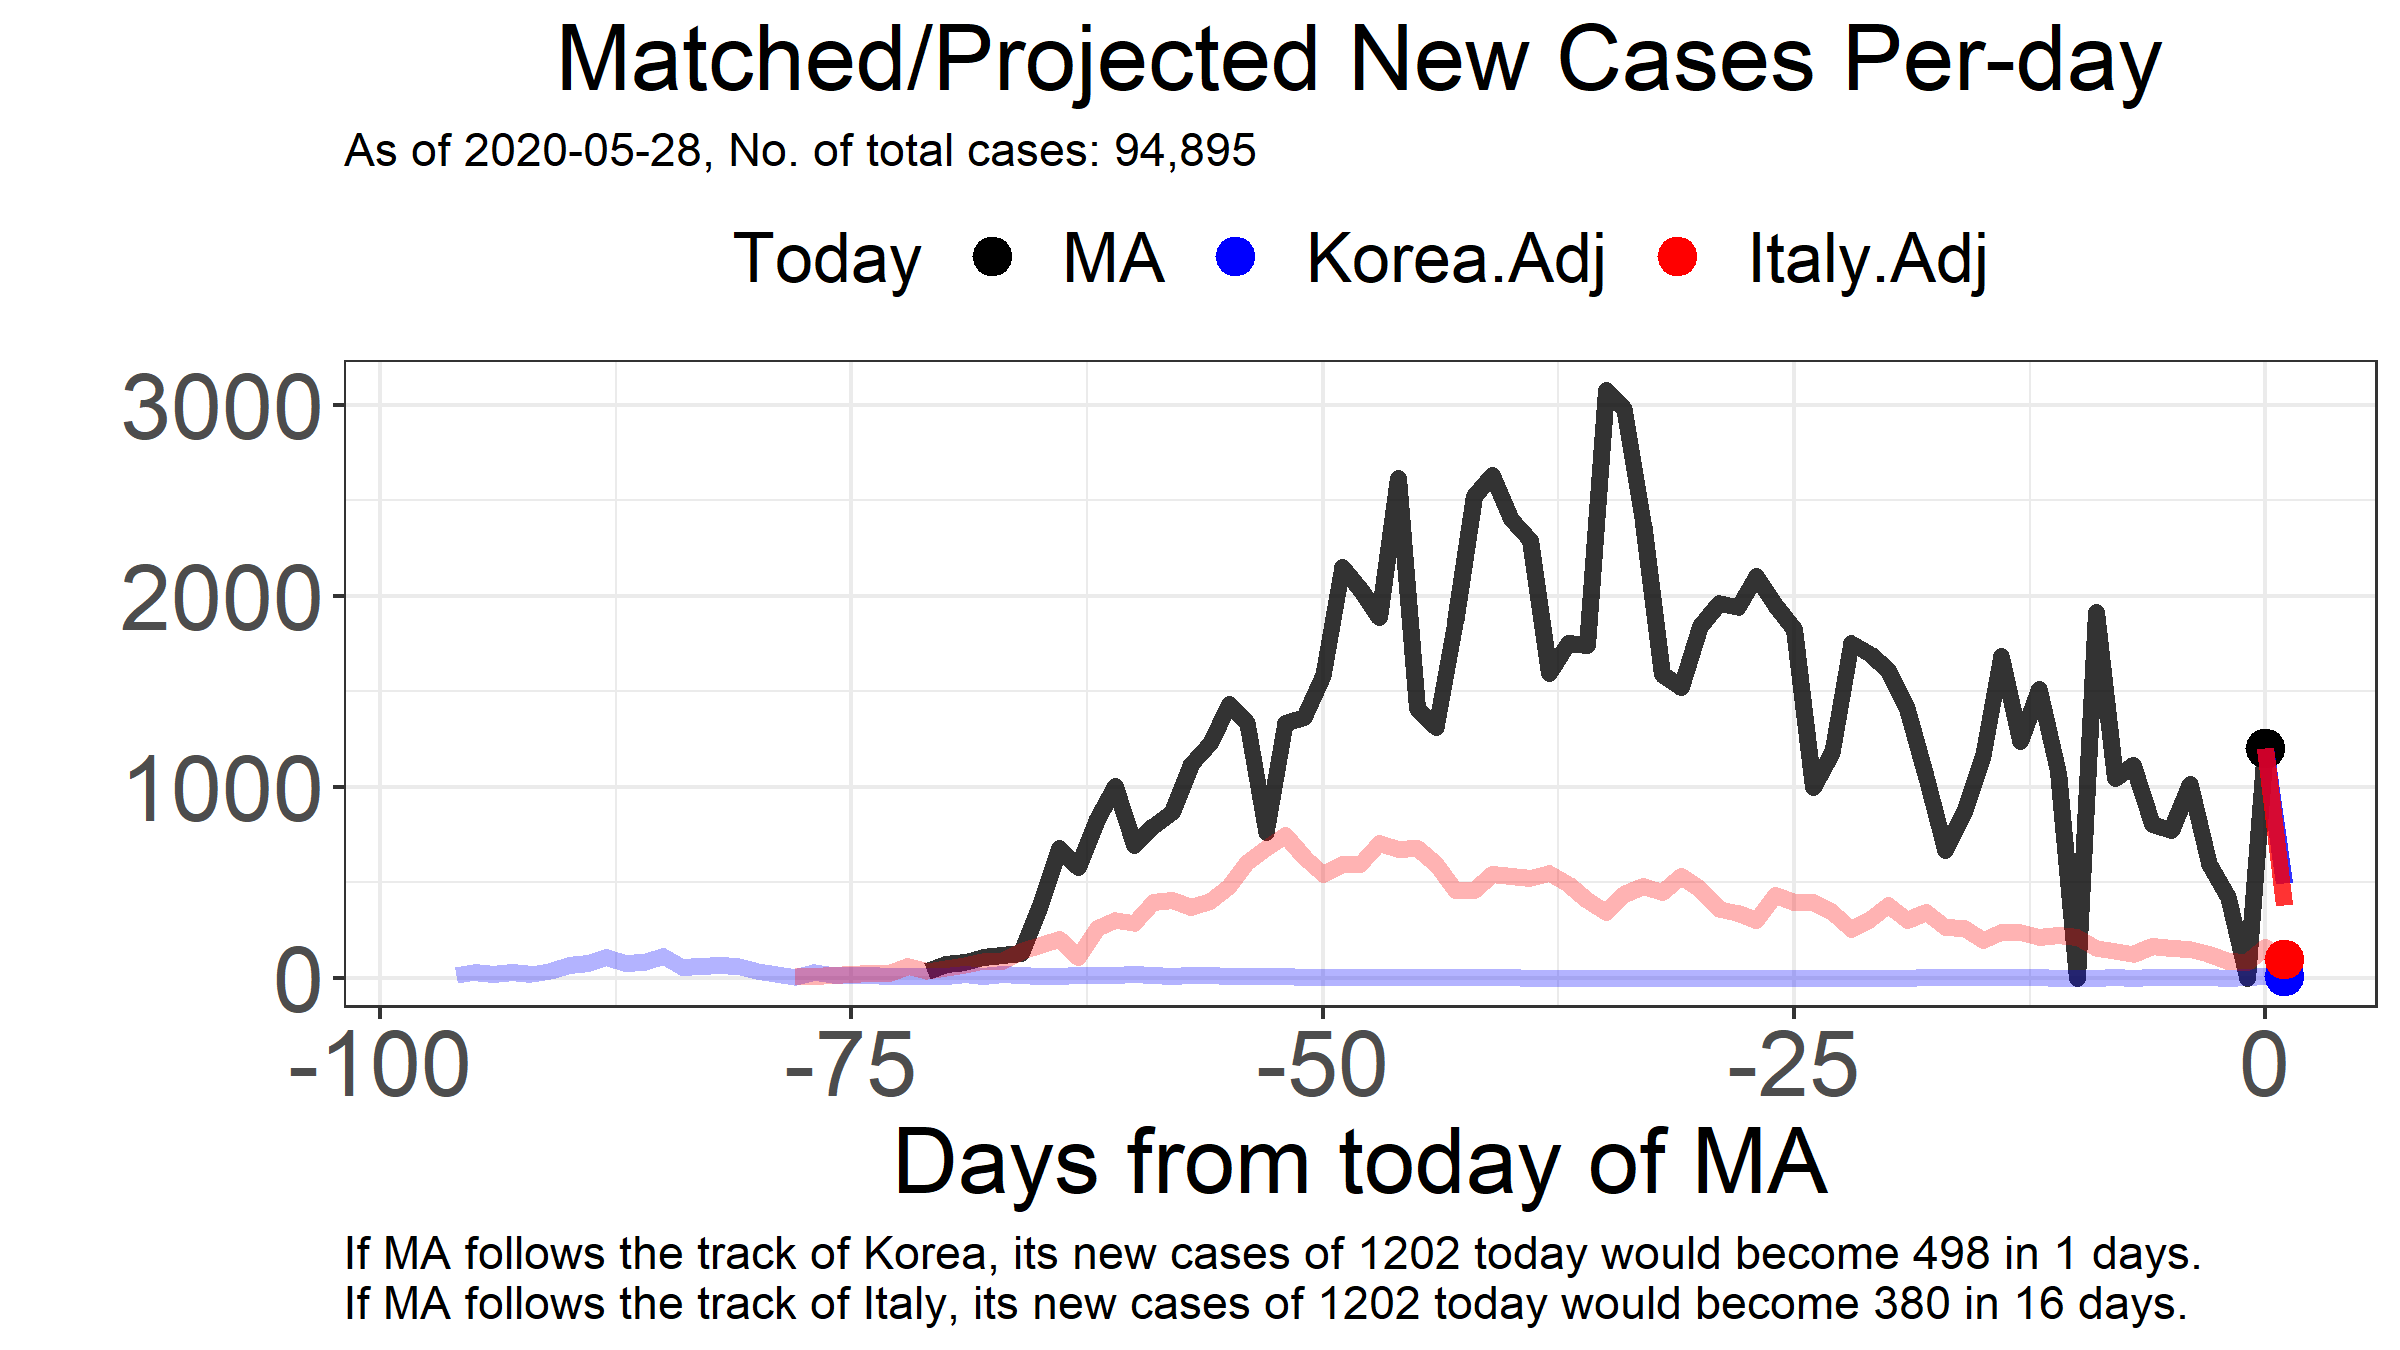 Matched/Projected New Cases Per-day
As of 2020-05-28, No. of total cases: 94,895
Today MA Korea.Adj Italy.Adj
3000
2000
1000
0
-100 -75 -50 -25 0
Days from today of MA
If MA follows the track of Korea, its new cases of 1202 today would become 498 in 1 days.
If MA follows the track of Italy, its new cases of 1202 today would become 380 in 16 days.